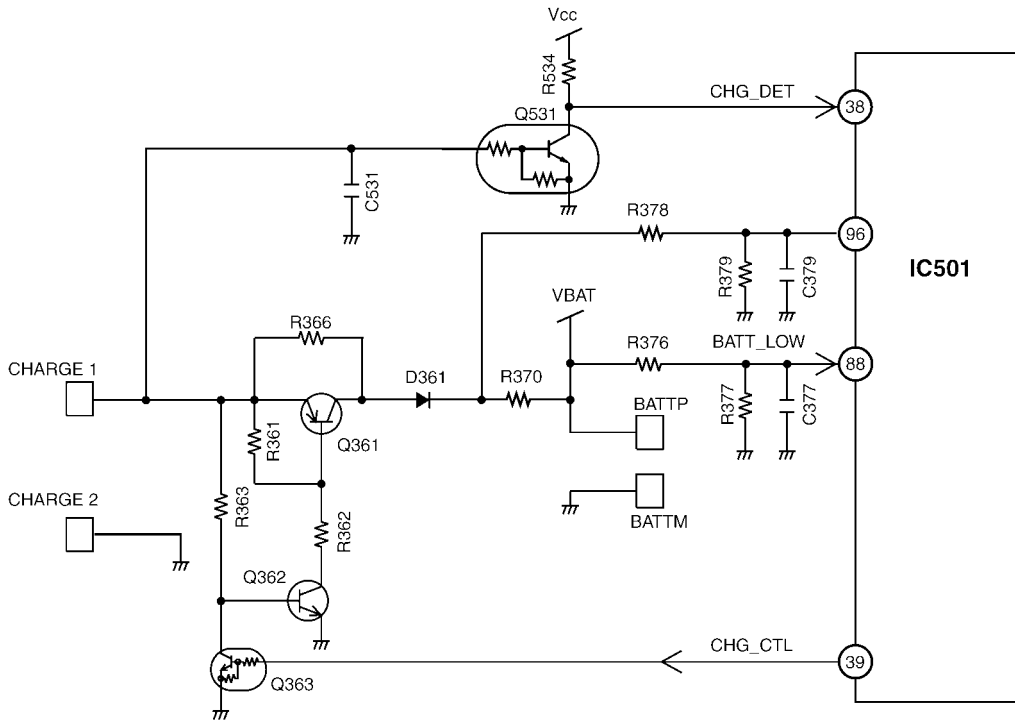 Vcc
R534
CHG_DET
38
Q531
C531
R378
96
R379
C379
IC501
VBAT
R366
R376
BATT_LOW
88
CHARGE 1
D361
R370
R377
C377
BATTP
R361
Q361
R363
CHARGE 2
R362
BATTM
Q362
CHG_CTL
39
Q363